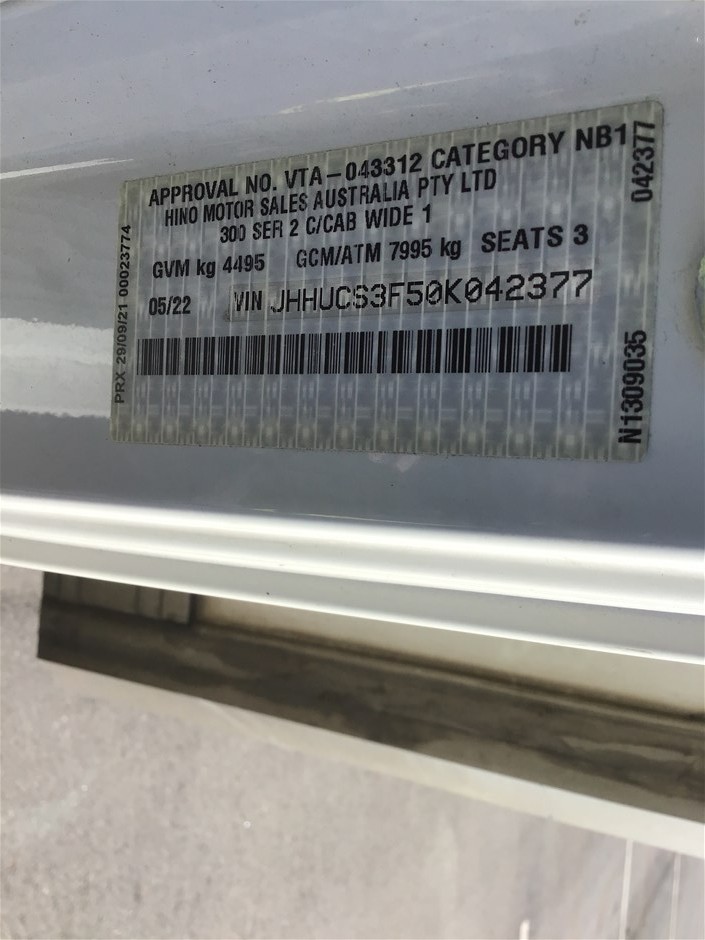 APPROVAL NO. VTA-043312 CATEGORY NB1
HINO MOTOR SALES AUSTRALIA PTY LTD
300 SER 2 C/CAB WIDE 1
GVM kg 4495 GCM/ATM 7995 kg SEATS 3
05/22 VIN JHHUCS3F50K042377
PRX 29/09/21 00023774
042377
N1309035